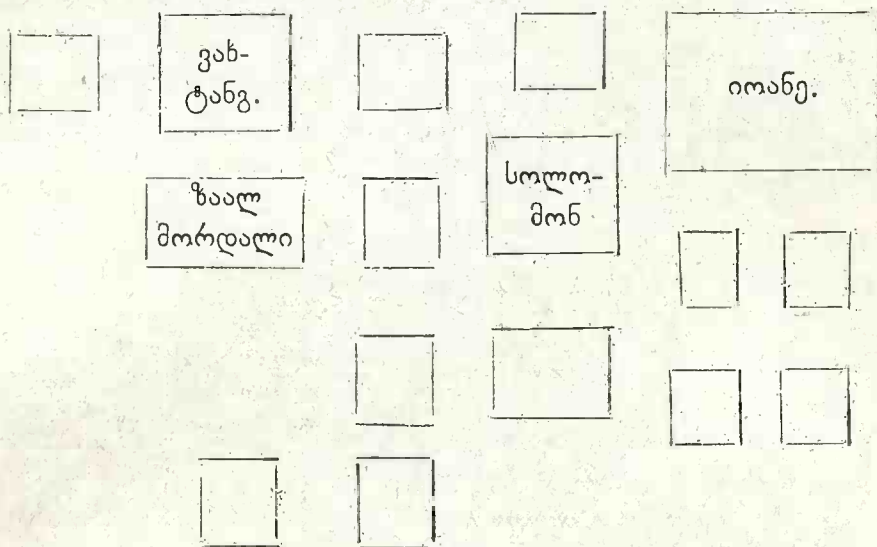 ვახ-
ტანგ.
იოანე.
ზაალ
მორდალი
სოლო-
მონ